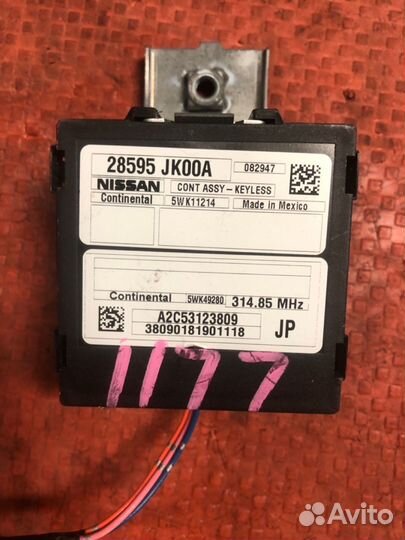 28595 JK00A 082947
NISSAN CONT ASSY-KEYLESS
Continental 5WK11214 Made in Mexico
Continental 5WK49280 314.85 MHz
A2C53123809
38090181901118 JP
1177
Avito